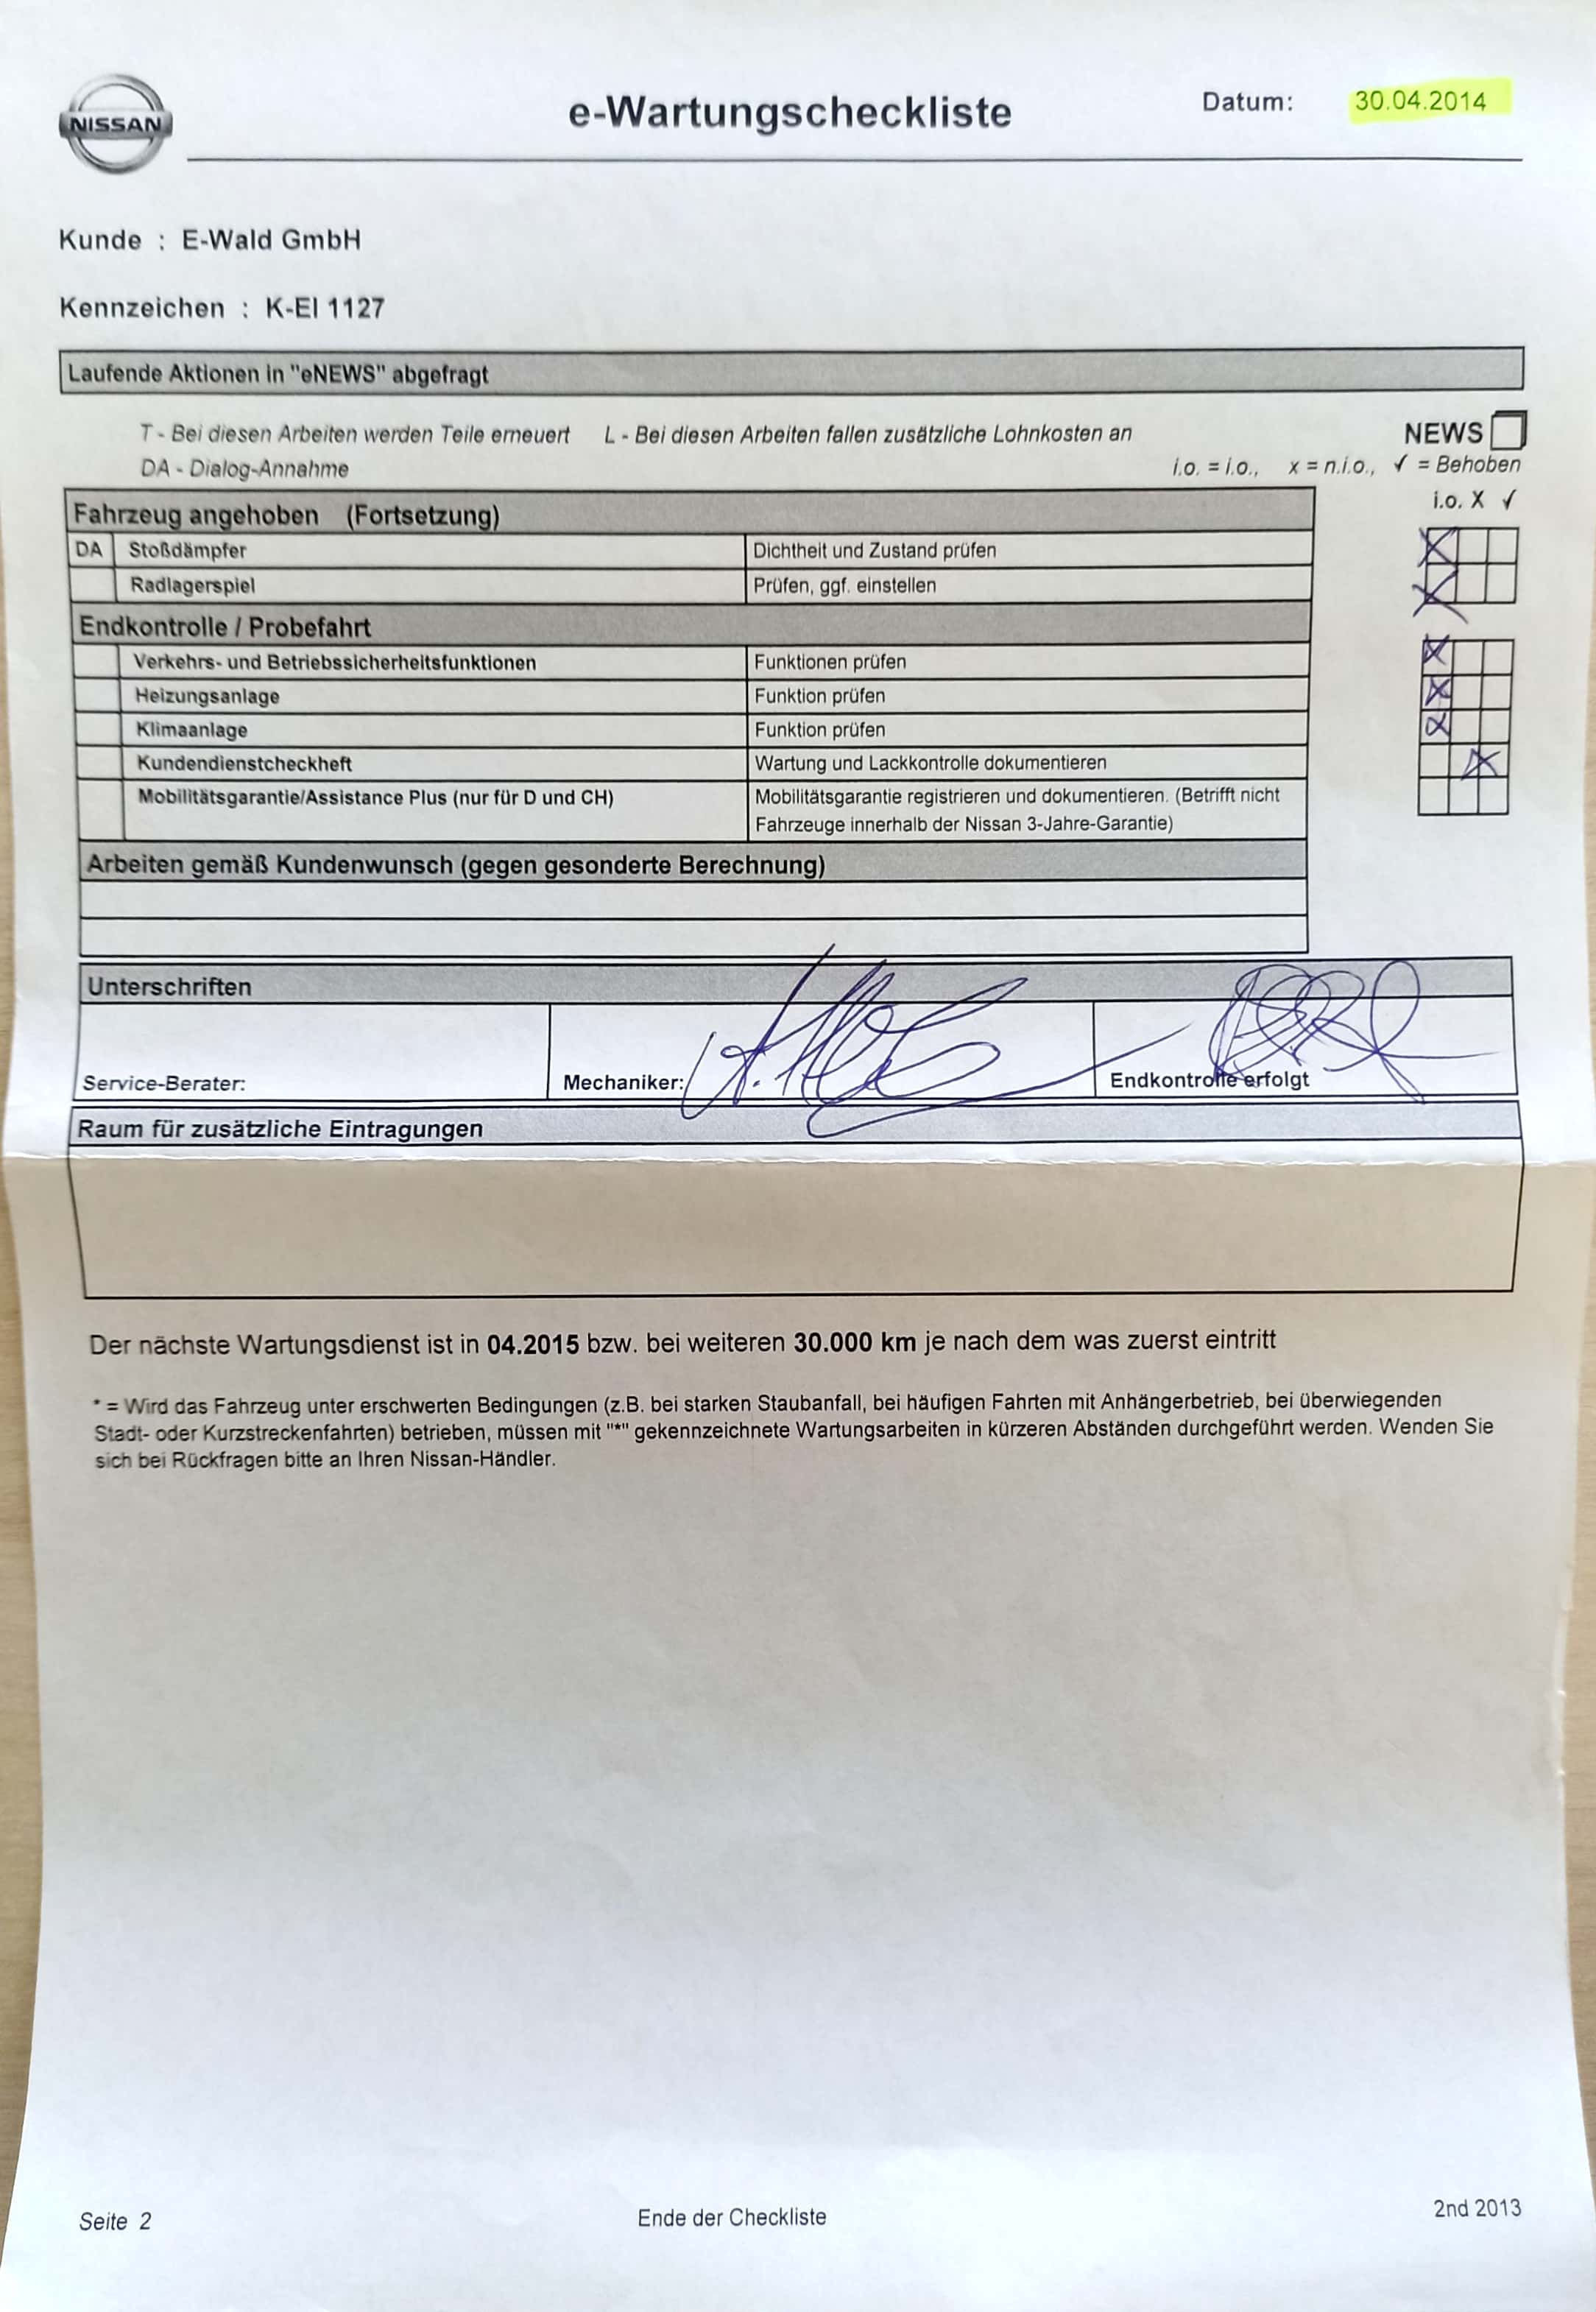 NISSAN
e-Wartungscheckliste
Datum: 30.04.2014
Kunde : E-Wald GmbH
Kennzeichen : K-EI 1127
Laufende Aktionen in "eNEWS" abgefragt
T - Bei diesen Arbeiten werden Teile erneuert L - Bei diesen Arbeiten fallen zusätzliche Lohnkosten an
NEWS
DA - Dialog-Annahme
i.o. = i.o., x = n.i.o., √ = Behoben
i.o. X √
Fahrzeug angehoben (Fortsetzung)
DA Stoßdämpfer Dichtheit und Zustand prüfen
Radlagerspiel Prüfen, ggf. einstellen
Endkontrolle / Probefahrt
Verkehrs- und Betriebssicherheitsfunktionen Funktionen prüfen
Heizungsanlage Funktion prüfen
Klimaanlage Funktion prüfen
Kundendienstcheckheft Wartung und Lackkontrolle dokumentieren
Mobilitätsgarantie/Assistance Plus (nur für D und CH) Mobilitätsgarantie registrieren und dokumentieren. (Betrifft nicht
Fahrzeuge innerhalb der Nissan 3-Jahre-Garantie)
Arbeiten gemäß Kundenwunsch (gegen gesonderte Berechnung)
Unterschriften
Service-Berater: Mechaniker: Endkontrolle erfolgt
Raum für zusätzliche Eintragungen
Der nächste Wartungsdienst ist in 04.2015 bzw. bei weiteren 30.000 km je nach dem was zuerst eintritt
* = Wird das Fahrzeug unter erschwerten Bedingungen (z.B. bei starken Staubanfall, bei häufigen Fahrten mit Anhängerbetrieb, bei überwiegenden
Stadt- oder Kurzstreckenfahrten) betrieben, müssen mit "*" gekennzeichnete Wartungsarbeiten in kürzeren Abständen durchgeführt werden. Wenden Sie
sich bei Rückfragen bitte an Ihren Nissan-Händler.
Seite 2
Ende der Checkliste
2nd 2013